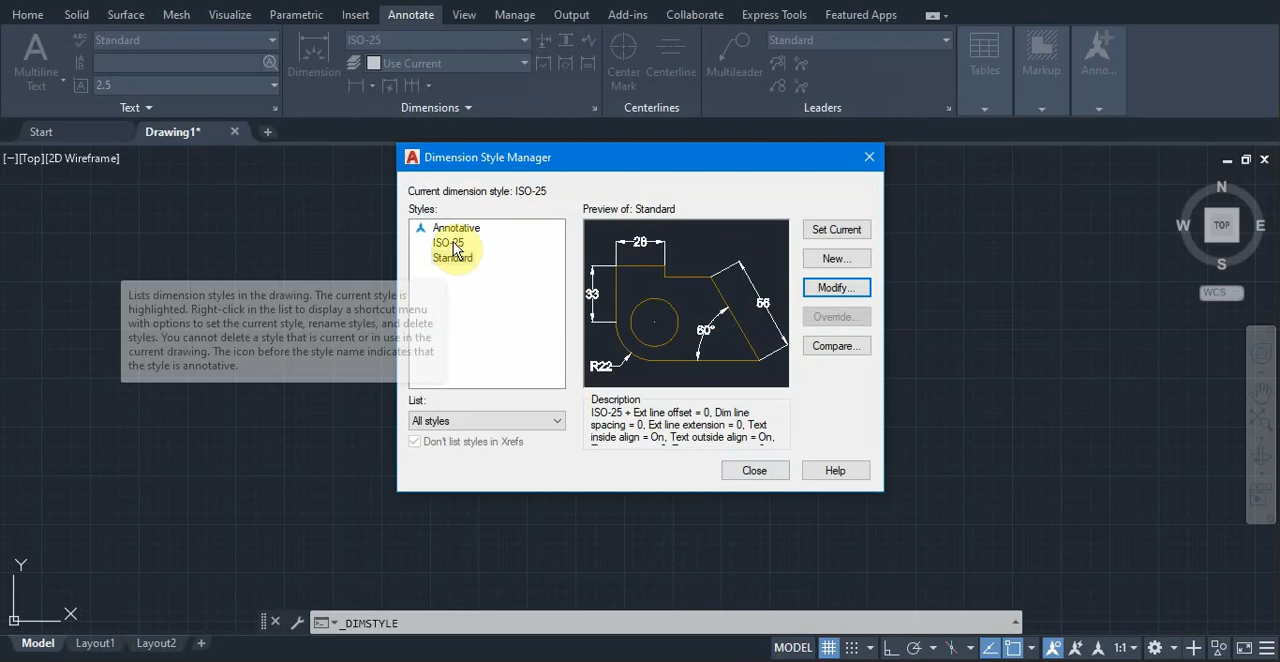 Home Solid Surface Mesh Visualize Parametric Insert Annotate View Manage Output Add-ins Collaborate Express Tools Featured Apps
ABC Standard ISO-25 Standard
Use Current
Multiline Text
Dimension
Center Mark
Centerline
Multileader
Tables
Markup
Anno...
2.5
Text Dimensions Centerlines Leaders
Start Drawing1*
[−][Top][2D Wireframe]
N
W TOP E
S
WCS
Dimension Style Manager
Current dimension style: ISO-25
Styles:
Annotative
ISO-25
Standard
Lists dimension styles in the drawing. The current style is
highlighted. Right-click in the list to display a shortcut menu
with options to set the current style, rename styles, and delete
styles. You cannot delete a style that is current or in use in the
current drawing. The icon before the style name indicates that
the style is annotative.
List:
All styles
Don't list styles in Xrefs
Preview of: Standard
28
33
56
60°
R22
Description
ISO-25 + Ext line offset = 0, Dim line
spacing = 0, Ext line extension = 0, Text
inside align = On, Text outside align = On,
Set Current
New...
Modify...
Override...
Compare...
Close Help
Y
X
_DIMSTYLE
Model Layout1 Layout2 +
MODEL 1:1